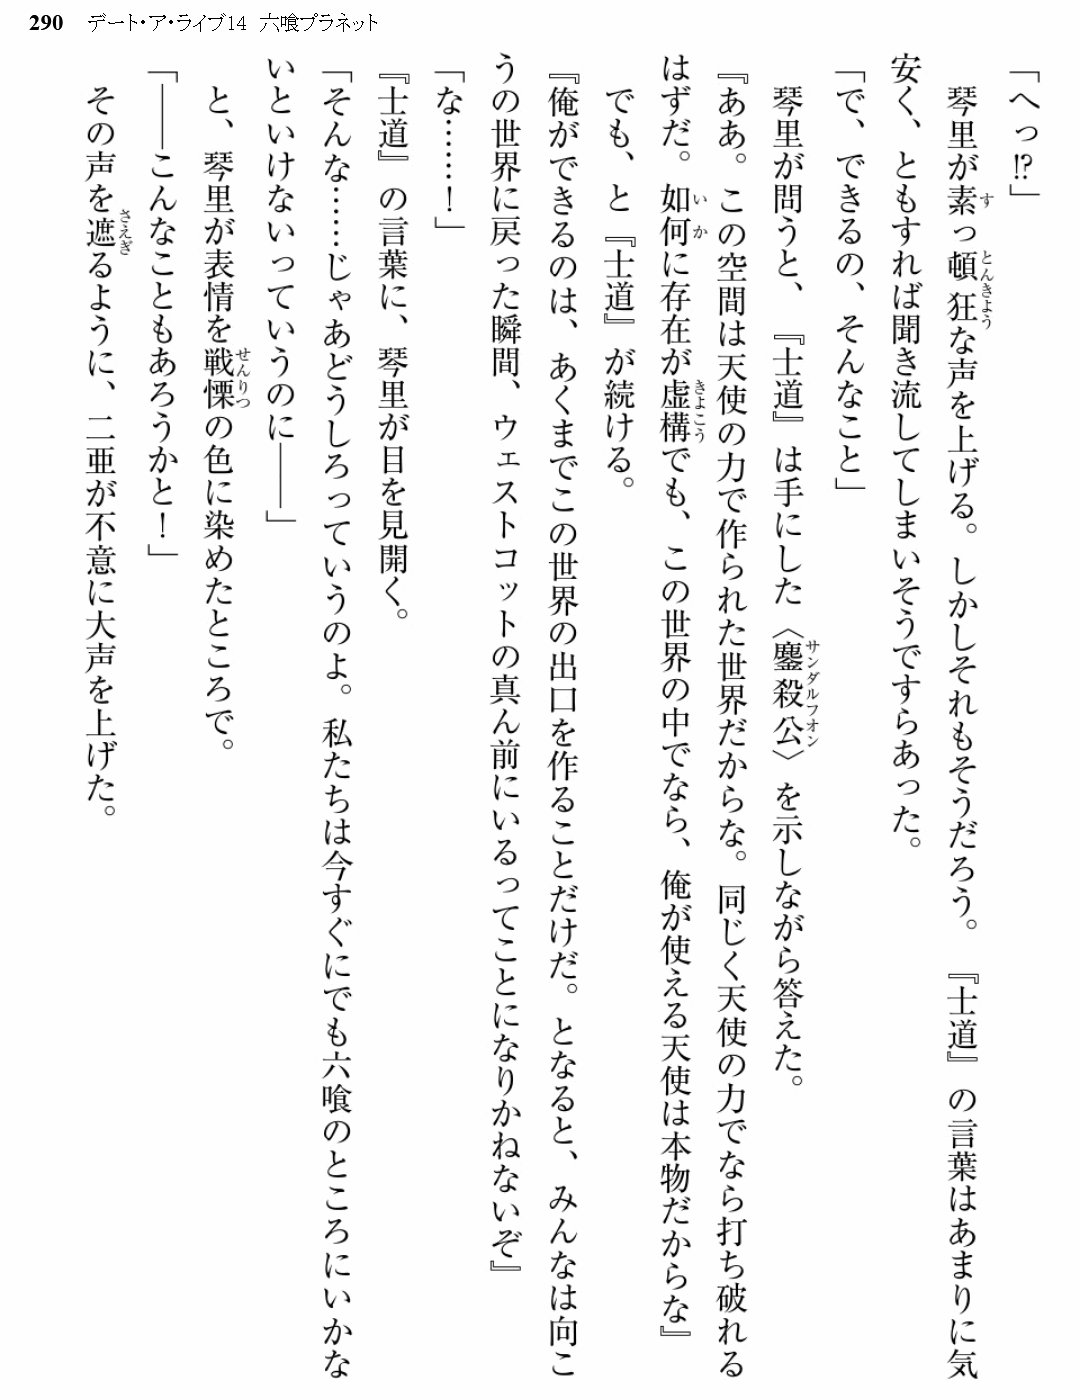 290 デート・ア・ライブ14 六喰プラネット
「へっ!?」
琴里が素っ頓狂な声を上げる。しかしそれもそうだろう。『士道』の言葉はあまりに気
安く、ともすれば聞き流してしまいそうですらあった。
「で、できるの、そんなこと」
琴里が問うと、『士道』は手にした〈鏖殺公〉を示しながら答えた。
『ああ。この空間は天使の力で作られた世界だからな。同じく天使の力でなら打ち破れる
はずだ。如何に存在が虚構でも、この世界の中でなら、俺が使える天使は本物だからな』
でも、と『士道』が続ける。
『俺ができるのは、あくまでこの世界の出口を作ることだけだ。となると、みんなは向こ
うの世界に戻った瞬間、ウェストコットの真ん前にいるってことになりかねないぞ』
「な……！」
『士道』の言葉に、琴里が目を見開く。
「そんな……じゃあどうしろっていうのよ。私たちは今すぐにでも六喰のところにいかな
いといけないっていうのに――」
と、琴里が表情を戦慄の色に染めたところで。
「――こんなこともあろうかと！」
その声を遮るように、二亜が不意に大声を上げた。